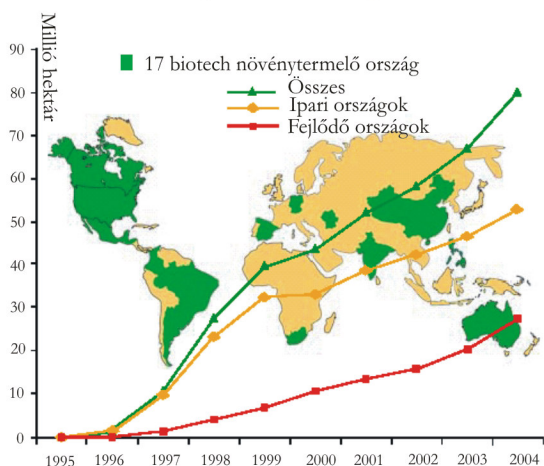 Millió hektár
90
80
70
60
50
40
30
20
10
0
17 biotech növénytermelő ország
Összes
Ipari országok
Fejlődő országok
1995 1996 1997 1998 1999 2000 2001 2002 2003 2004